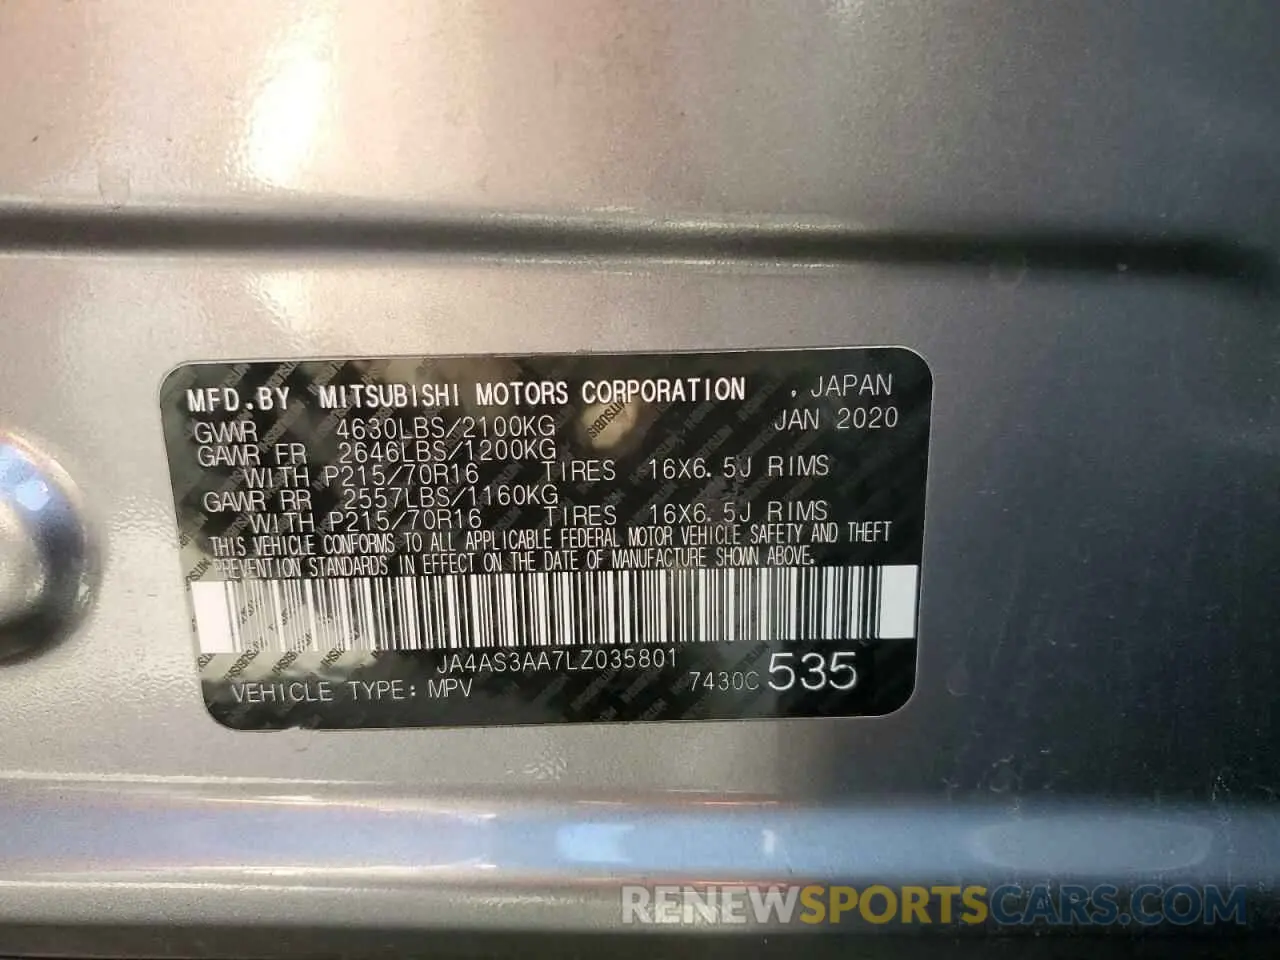 MFD.BY MITSUBISHI MOTORS CORPORATION , JAPAN
JAN 2020
GVWR 4630LBS/2100KG
GAWR FR 2646LBS/1200KG
WITH P215/70R16 TIRES 16X6.5J RIMS
GAWR RR 2557LBS/1160KG
WITH P215/70R16 TIRES 16X6.5J RIMS
THIS VEHICLE CONFORMS TO ALL APPLICABLE FEDERAL MOTOR VEHICLE SAFETY AND THEFT
PREVENTION STANDARDS IN EFFECT ON THE DATE OF MANUFACTURE SHOWN ABOVE.
JA4AS3AA7LZ035801
VEHICLE TYPE: MPV 7430C 535
RENEWSPORTSCARS.COM